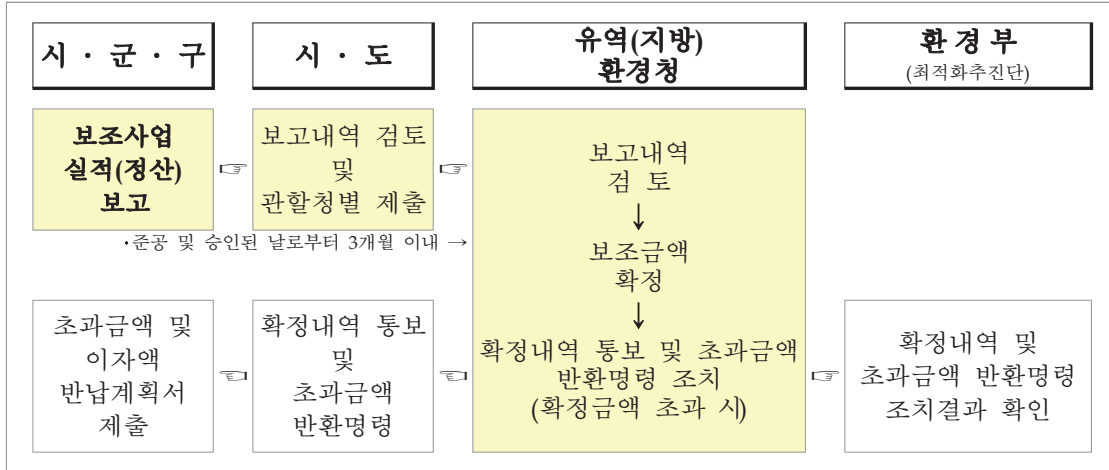 시 · 군 · 구
시 · 도
유역(지방)
환경청
환 경 부
(최적화추진단)
보조사업
실적(정산)
보고
☞
보고내역 검토
및
관할청별 제출
☞
보고내역
검 토
↓
보조금액
확정
↓
확정내역 통보 및 초과금액
반환명령 조치
(확정금액 초과 시)
·준공 및 승인된 날로부터 3개월 이내 →
초과금액 및
이자액
반납계획서
제출
☜
확정내역 통보
및
초과금액
반환명령
☜
☞
확정내역 및
초과금액 반환명령
조치결과 확인